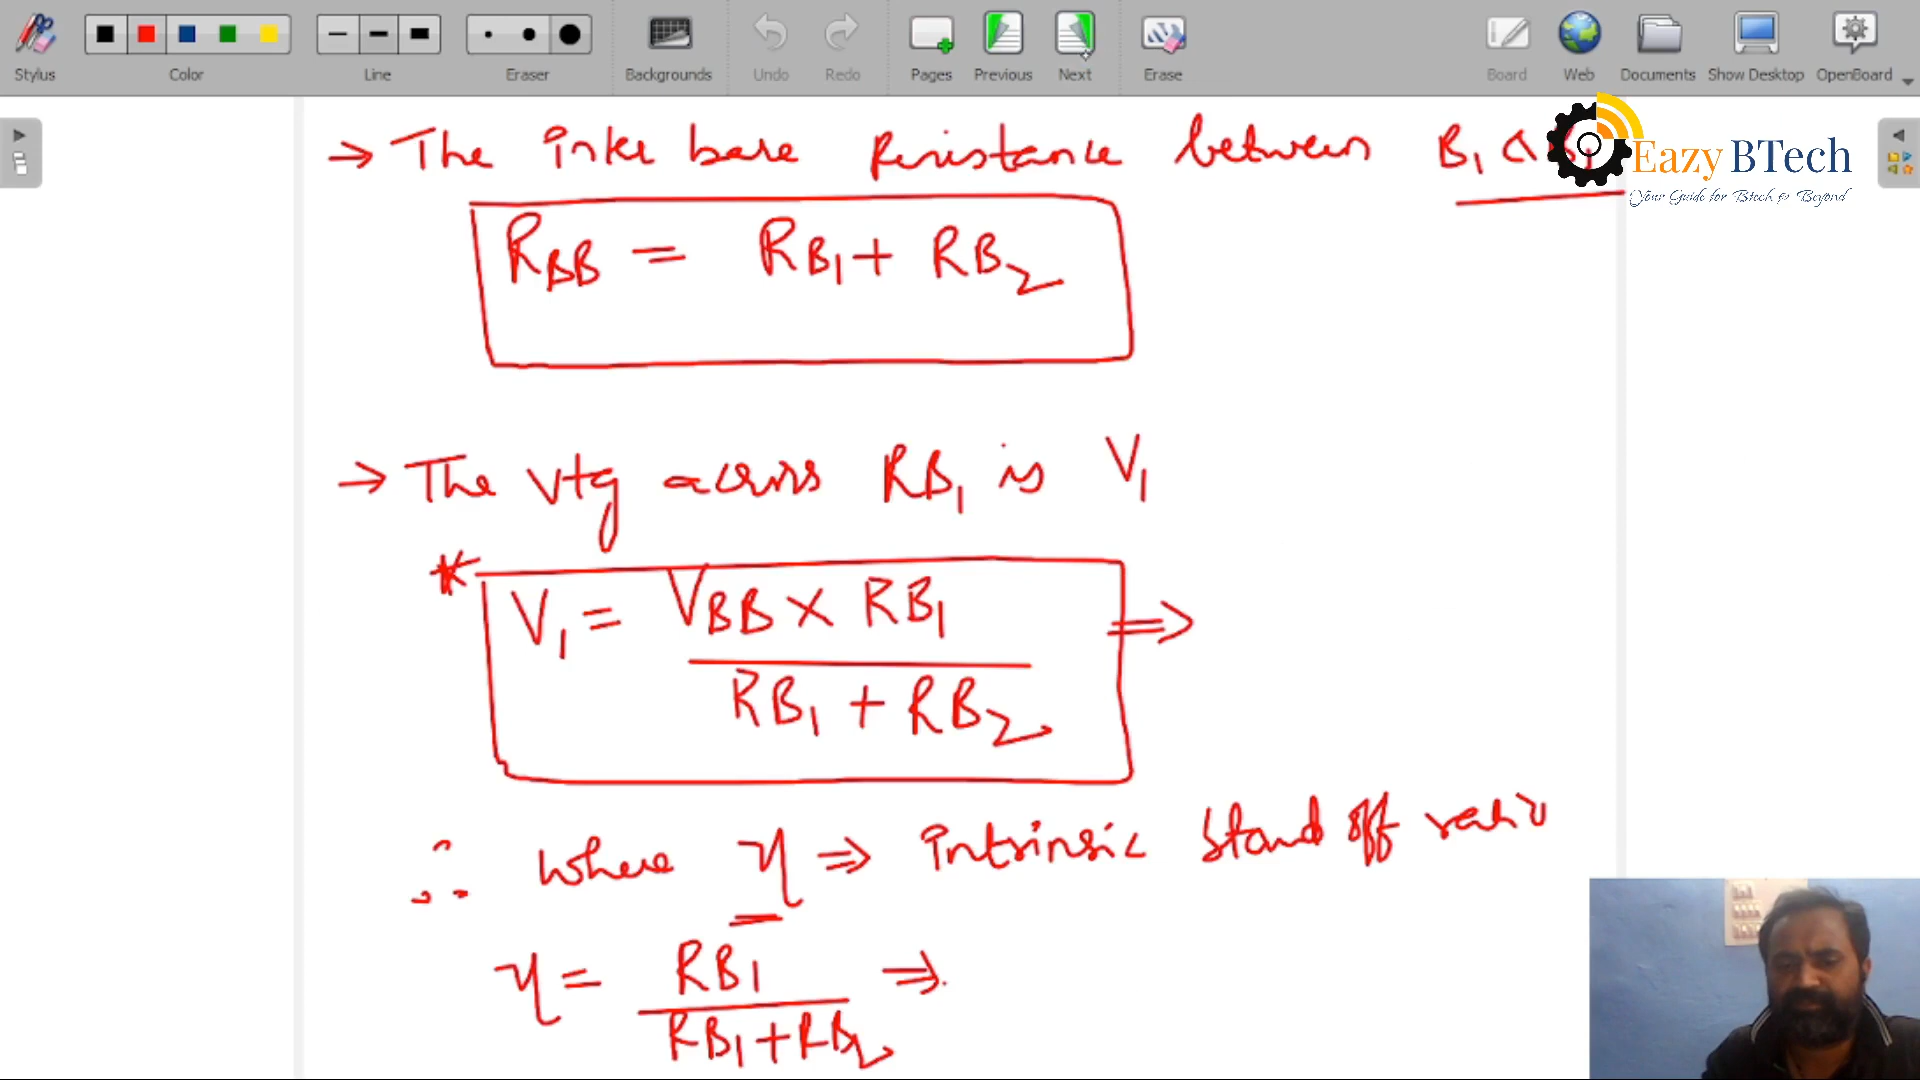 Stylus Color Line Eraser Backgrounds Undo Redo Pages Previous Next Erase Board Web Documents Show Desktop OpenBoard
→ The inter base Resistance between B1 &
Eazy BTech
Your Guide for Btech & Beyond
RBB = RB1 + RB2
→ The vtg across RB1 is V1
* V1 = VBB × RB1 ⇒
RB1 + RB2
∴ where η ⇒ intrinsic stand off ratio
η = RB1 ⇒
RB1+RB2